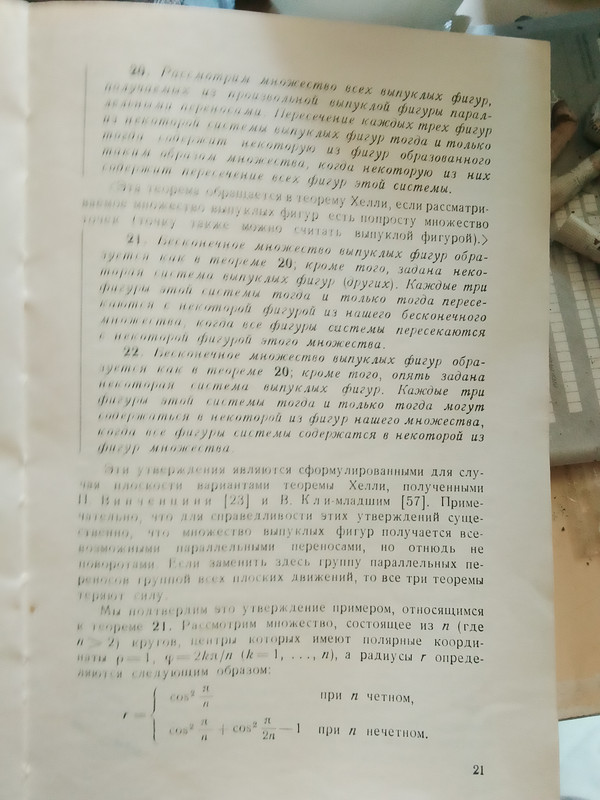 20. Рассмотрим множество всех выпуклых фигур,
получаемых из произвольной выпуклой фигуры парал-
лельными переносами. Пересечение каждых трех фигур
из некоторой системы выпуклых фигур тогда и только
тогда содержит некоторую из фигур образованного
таким образом множества, когда некоторую из них
содержит пересечение всех фигур этой системы.
(Эта теорема обращается в теорему Хелли, если рассматри-
ваемое множество выпуклых фигур есть попросту множество
точек (точку также можно считать выпуклой фигурой).)
21. Бесконечное множество выпуклых фигур обра-
зуется как в теореме 20; кроме того, задана неко-
торая система выпуклых фигур (других). Каждые три
фигуры этой системы тогда и только тогда пересе-
каются с некоторой фигурой из нашего бесконечного
множества, когда все фигуры системы пересекаются
с некоторой фигурой этого множества.
22. Бесконечное множество выпуклых фигур обра-
зуется как в теореме 20; кроме того, опять задана
некоторая система выпуклых фигур. Каждые три
фигуры этой системы тогда и только тогда могут
содержаться в некоторой из фигур нашего множества,
когда все фигуры системы содержатся в некоторой из
фигур множества.
Эти утверждения являются сформулированными для слу-
чая плоскости вариантами теоремы Хелли, полученными
П. Винченцини [23] и В. Кли-младшим [57]. Приме-
чательно, что для справедливости этих утверждений суще-
ственно, что множество выпуклых фигур получается все-
возможными параллельными переносами, но отнюдь не
поворотами. Если заменить здесь группу параллельных пе-
реносов группой всех плоских движений, то все три теоремы
теряют силу.
Мы подтвердим это утверждение примером, относящимся
к теореме 21. Рассмотрим множество, состоящее из n (где
n > 2) кругов, центры которых имеют полярные коорди-
наты ρ = 1, φ = 2kπ/n (k = 1, ..., n), а радиусы r опреде-
ляются следующим образом:
r = { cos² π/n при n четном,
cos² π/n + cos² π/2n − 1 при n нечетном.
21